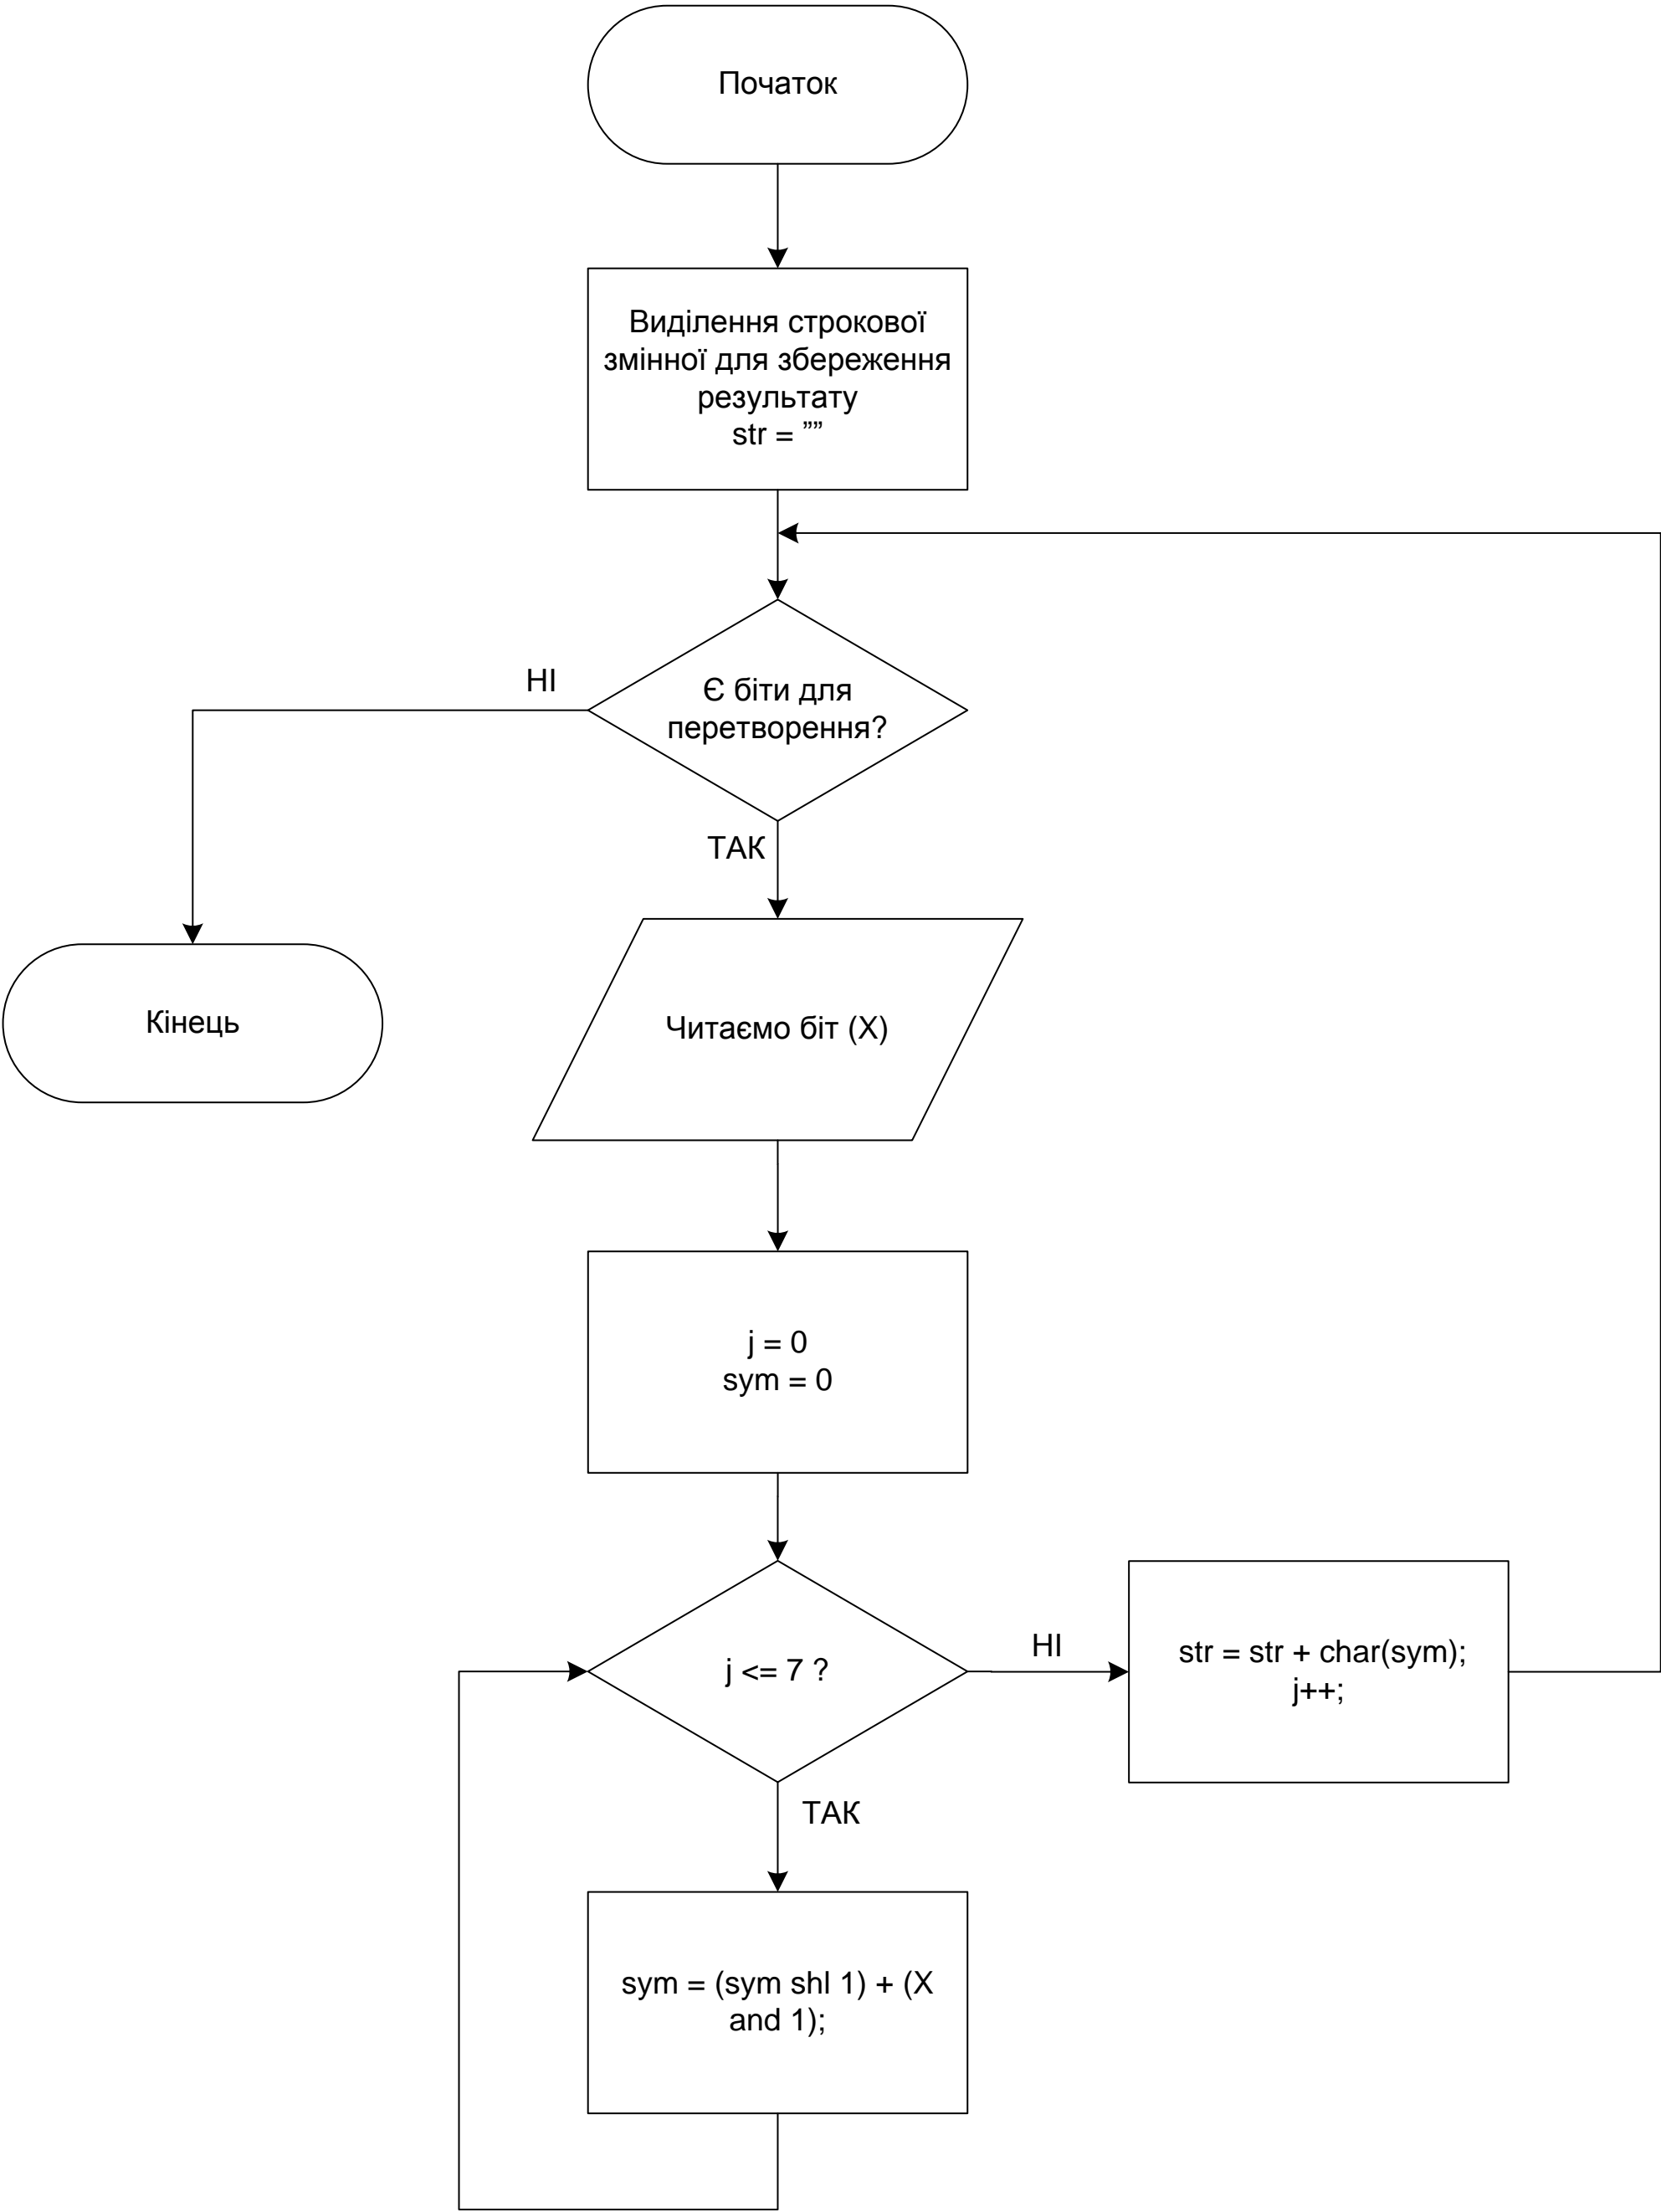 Початок
Виділення строкової
змінної для збереження
результату
str = ””
НІ
Є біти для
перетворення?
ТАК
Кінець
Читаємо біт (X)
j = 0
sym = 0
j <= 7 ?
НІ
str = str + char(sym);
j++;
ТАК
sym = (sym shl 1) + (X
and 1);